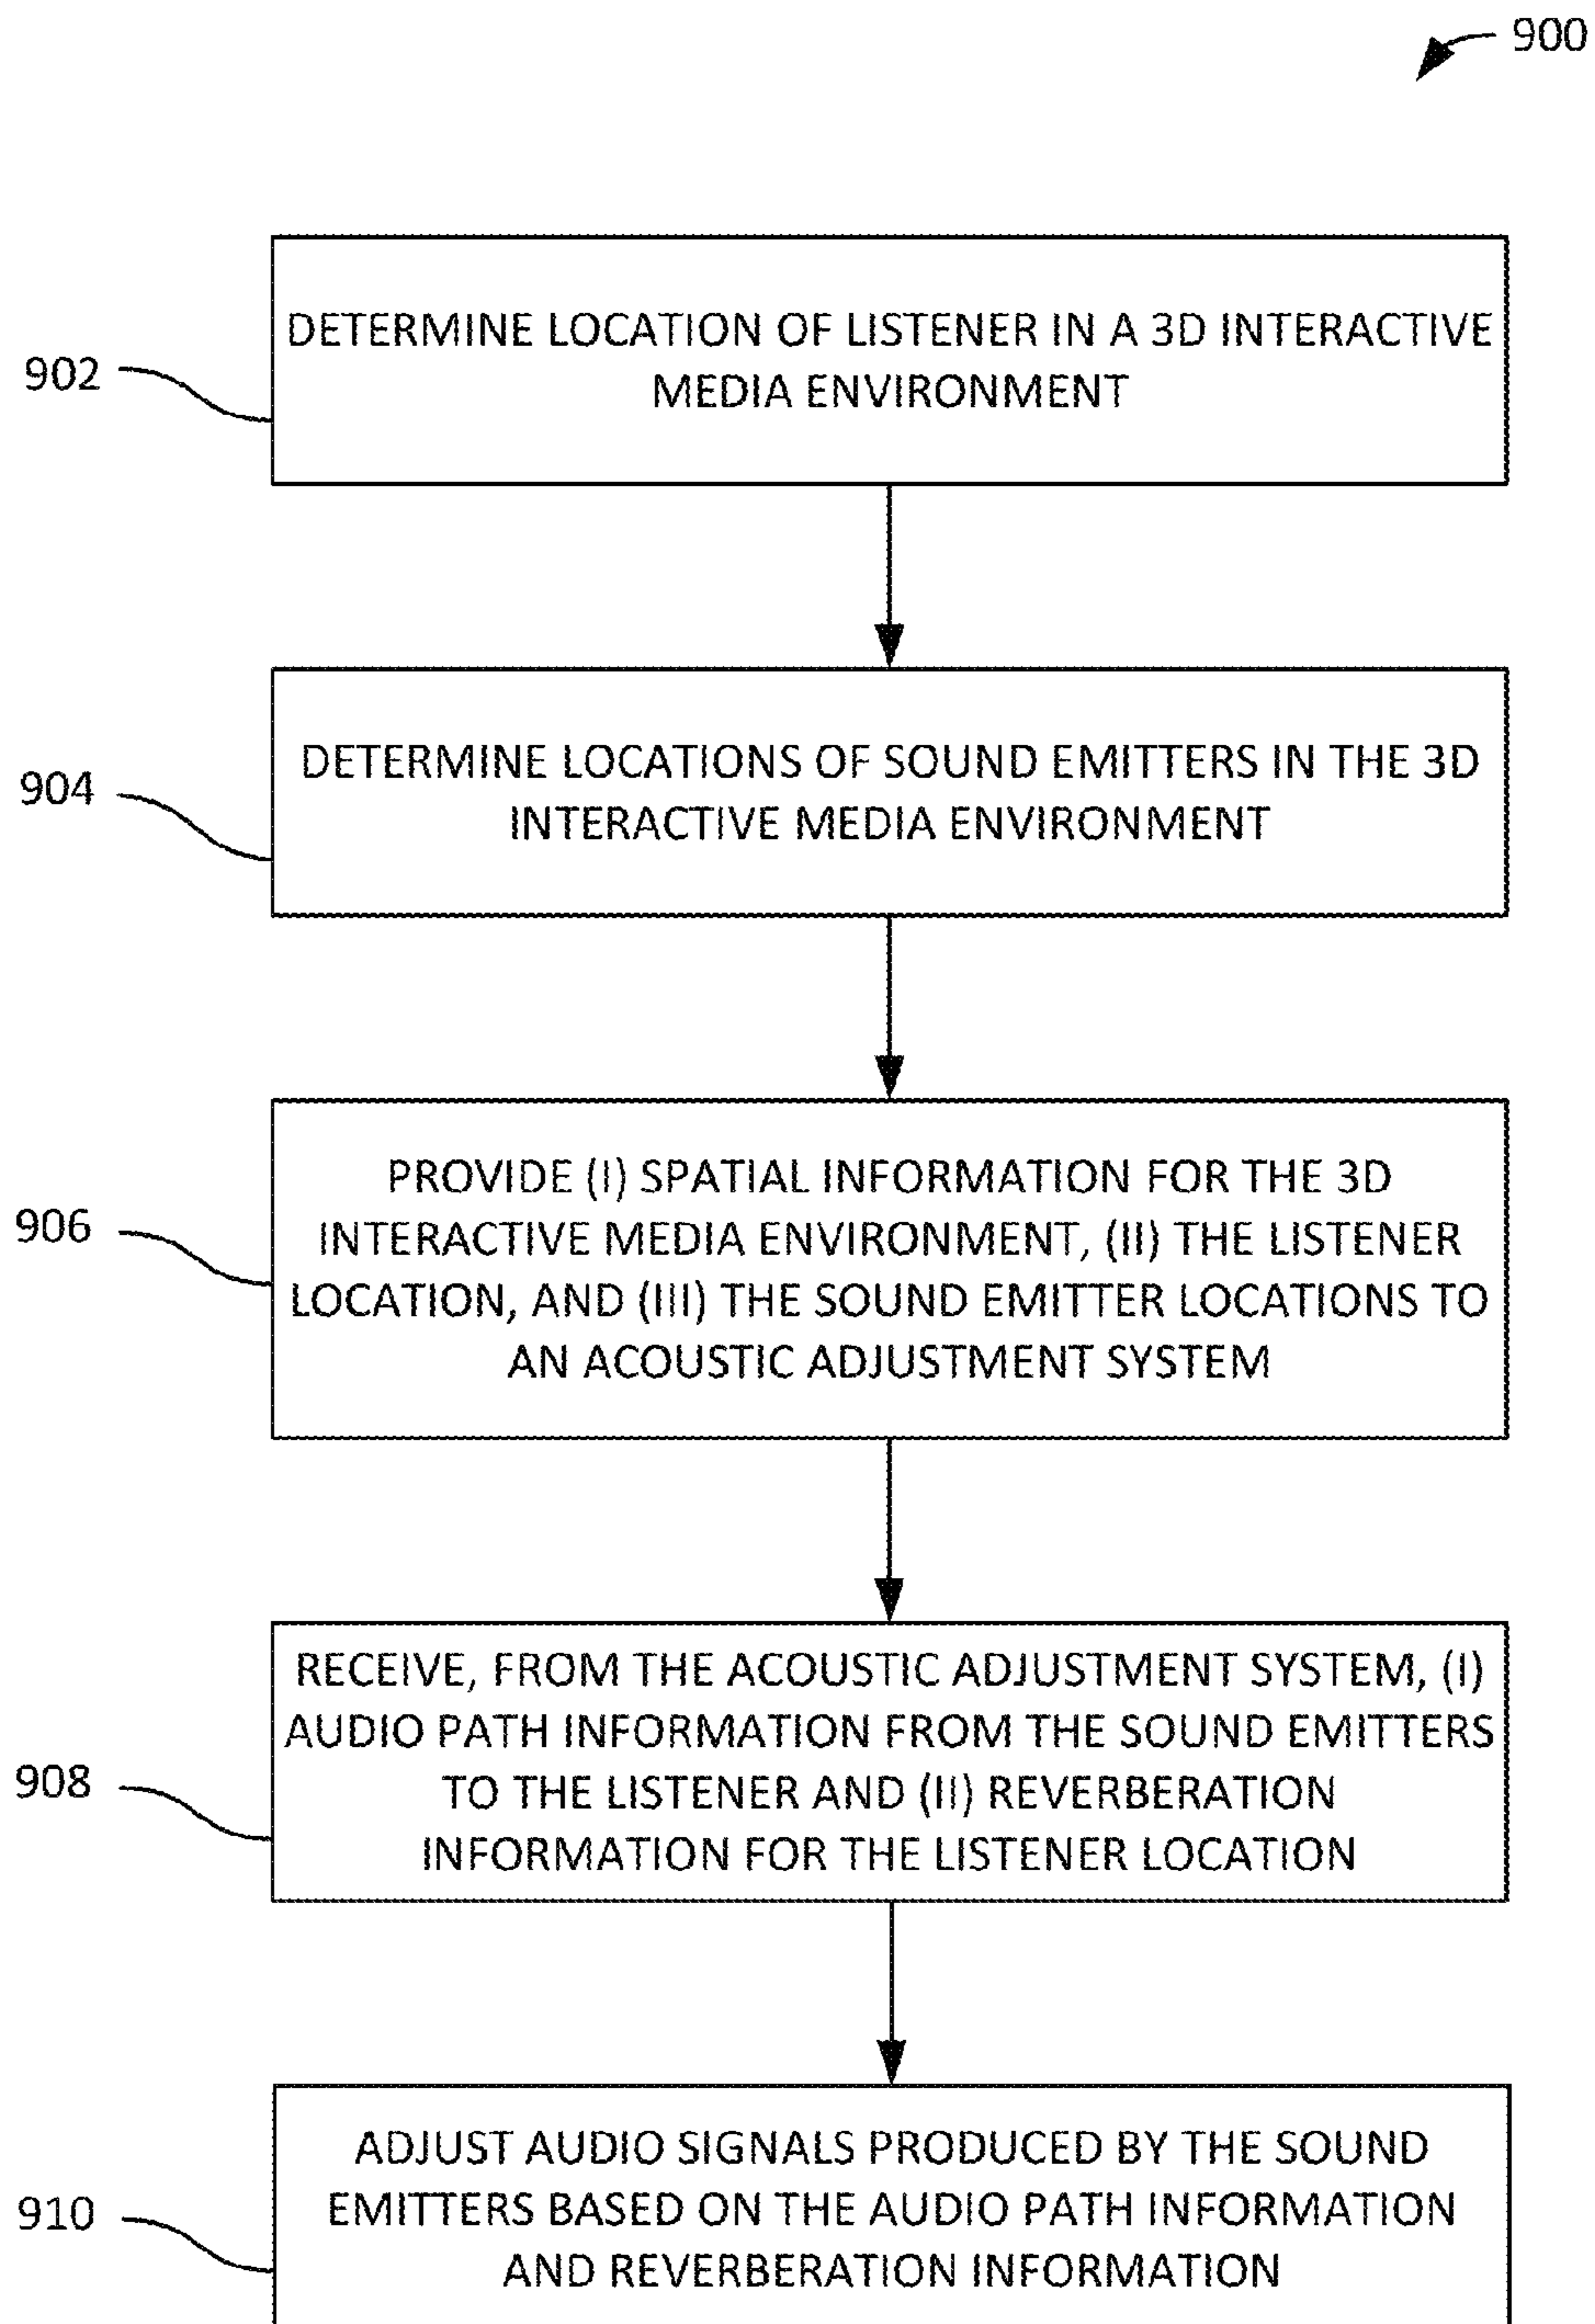 900
902
DETERMINE LOCATION OF LISTENER IN A 3D INTERACTIVE
MEDIA ENVIRONMENT
904
DETERMINE LOCATIONS OF SOUND EMITTERS IN THE 3D
INTERACTIVE MEDIA ENVIRONMENT
906
PROVIDE (I) SPATIAL INFORMATION FOR THE 3D
INTERACTIVE MEDIA ENVIRONMENT, (II) THE LISTENER
LOCATION, AND (III) THE SOUND EMITTER LOCATIONS TO
AN ACOUSTIC ADJUSTMENT SYSTEM
908
RECEIVE, FROM THE ACOUSTIC ADJUSTMENT SYSTEM, (I)
AUDIO PATH INFORMATION FROM THE SOUND EMITTERS
TO THE LISTENER AND (II) REVERBERATION
INFORMATION FOR THE LISTENER LOCATION
910
ADJUST AUDIO SIGNALS PRODUCED BY THE SOUND
EMITTERS BASED ON THE AUDIO PATH INFORMATION
AND REVERBERATION INFORMATION